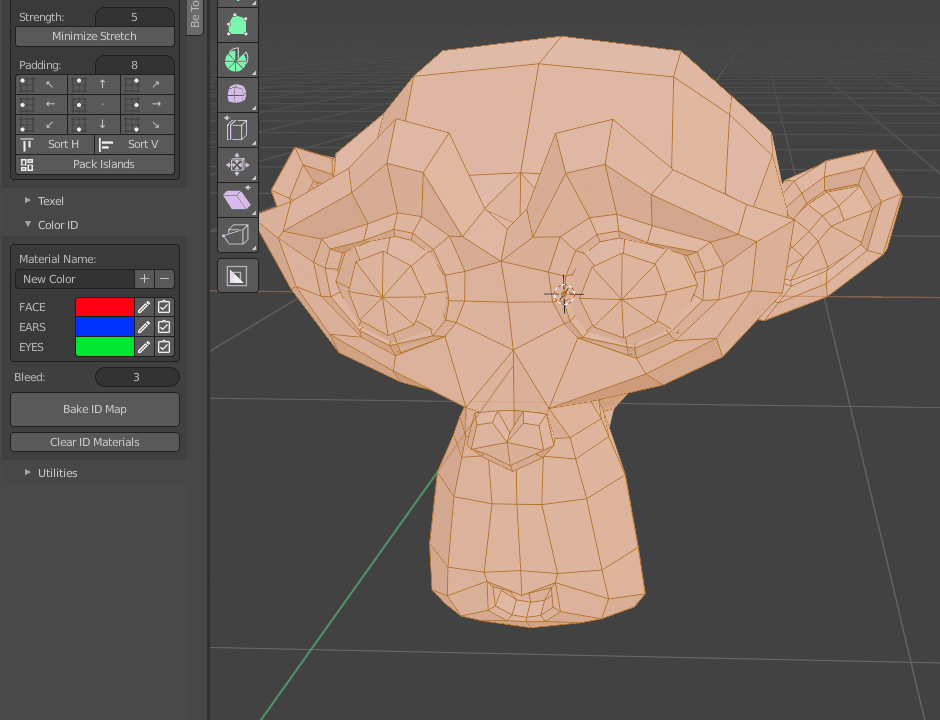 Strength: 5
Be To
Minimize Stretch
Padding: 8
Sort H Sort V
Pack Islands
Texel
Color ID
Material Name:
New Color + −
FACE
EARS
EYES
Bleed: 3
Bake ID Map
Clear ID Materials
Utilities